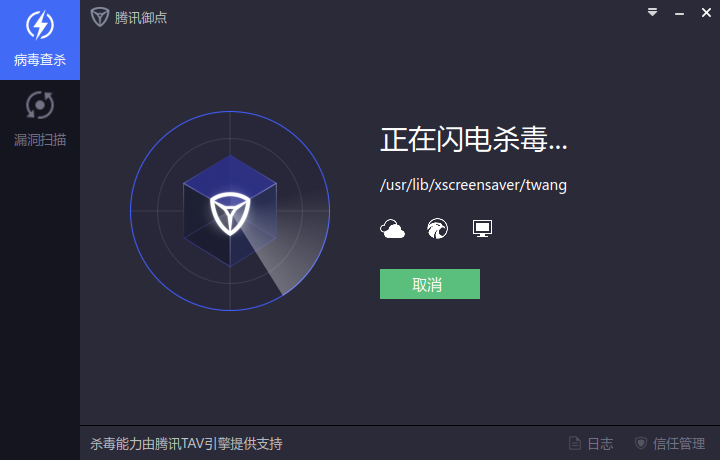 腾讯御点
病毒查杀
漏洞扫描
正在闪电杀毒...
/usr/lib/xscreensaver/twang
取消
杀毒能力由腾讯TAV引擎提供支持
日志
信任管理